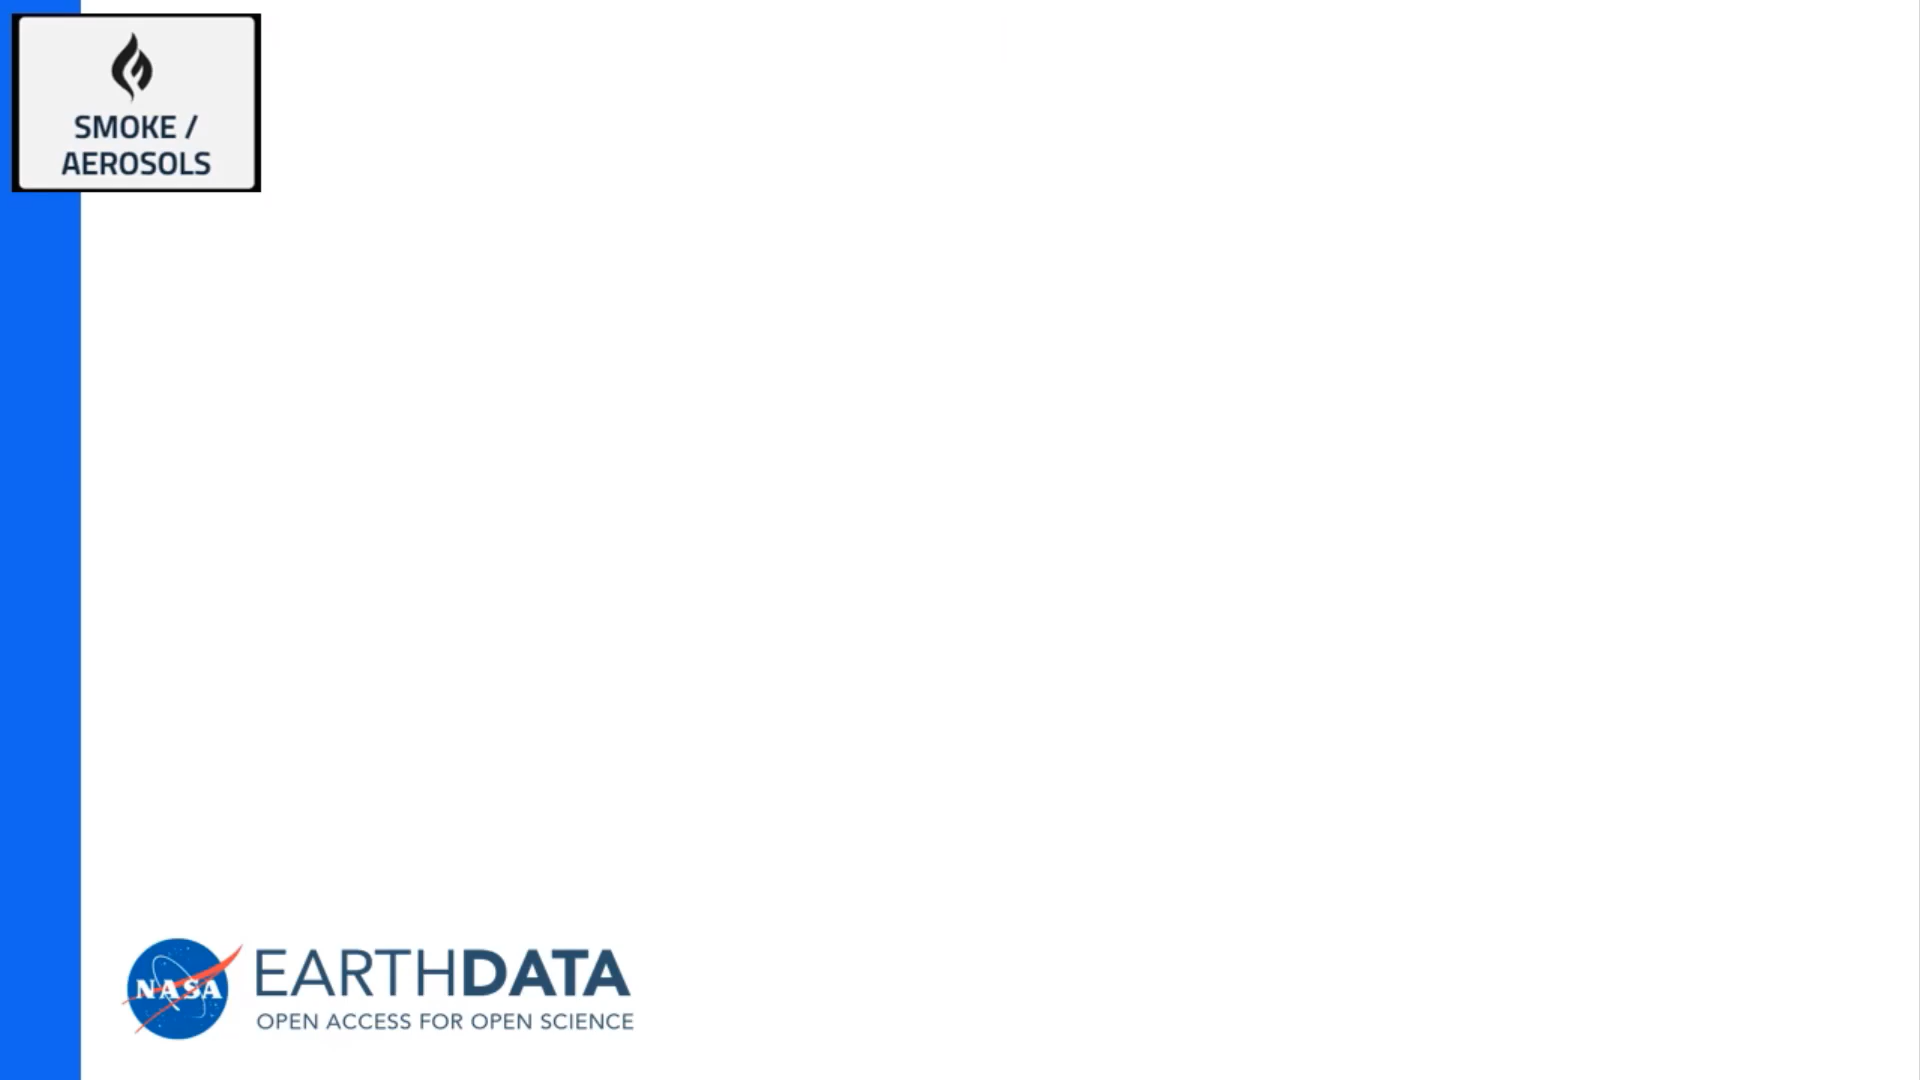 SMOKE /
AEROSOLS
NASA
EARTHDATA
OPEN ACCESS FOR OPEN SCIENCE